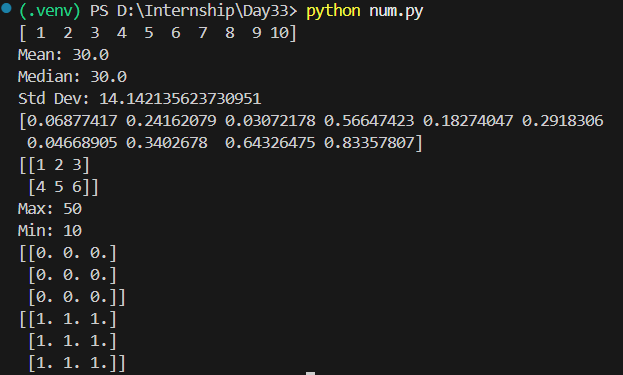 (.venv) PS D:\Internship\Day33> python num.py
[ 1  2  3  4  5  6  7  8  9 10]
Mean: 30.0
Median: 30.0
Std Dev: 14.142135623730951
[0.06877417 0.24162079 0.03072178 0.56647423 0.18274047 0.2918306
 0.04668905 0.3402678  0.64326475 0.83357807]
[[1 2 3]
 [4 5 6]]
Max: 50
Min: 10
[[0. 0. 0.]
 [0. 0. 0.]
 [0. 0. 0.]]
[[1. 1. 1.]
 [1. 1. 1.]
 [1. 1. 1.]]